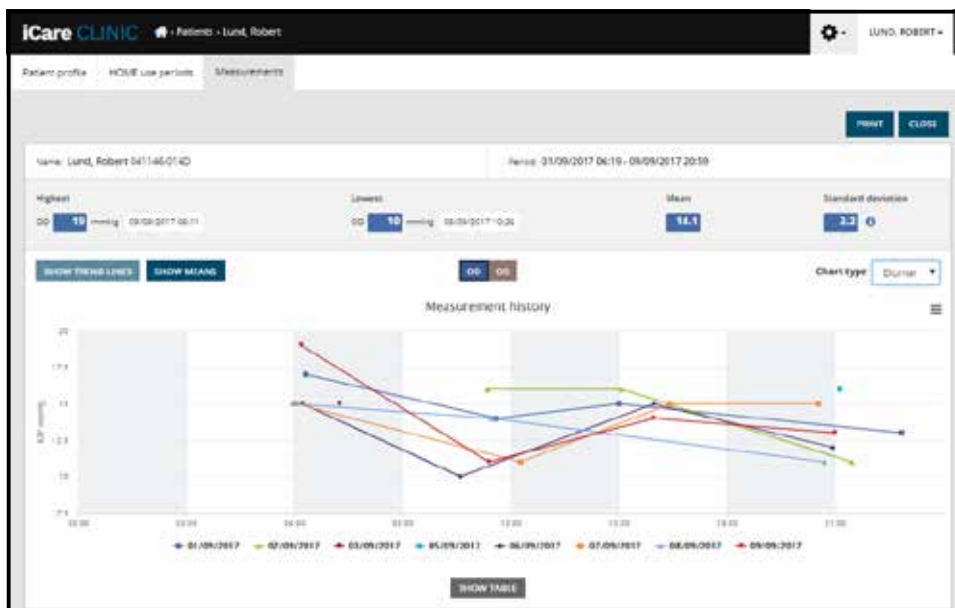 iCare CLINIC
Patients › Lund, Robert
LUND, ROBERT
Patient profile
HOME use periods
Measurements
PRINT
CLOSE
Name: Lund, Robert
Period: 01/09/2017 06:19 - 09/09/2017 20:59
Highest
Lowest
Mean
Standard deviation
OD 19 mmHg
OD 10 mmHg
14.1
SHOW TREND LINES
SHOW MEANS
OD
OS
Chart type
Diurnal
Measurement history
20
17.5
15
12.5
10
7.5
IOP mmHg
00:00
03:00
06:00
09:00
12:00
15:00
18:00
21:00
01/09/2017
02/09/2017
03/09/2017
05/09/2017
06/09/2017
07/09/2017
08/09/2017
09/09/2017
SHOW TABLE